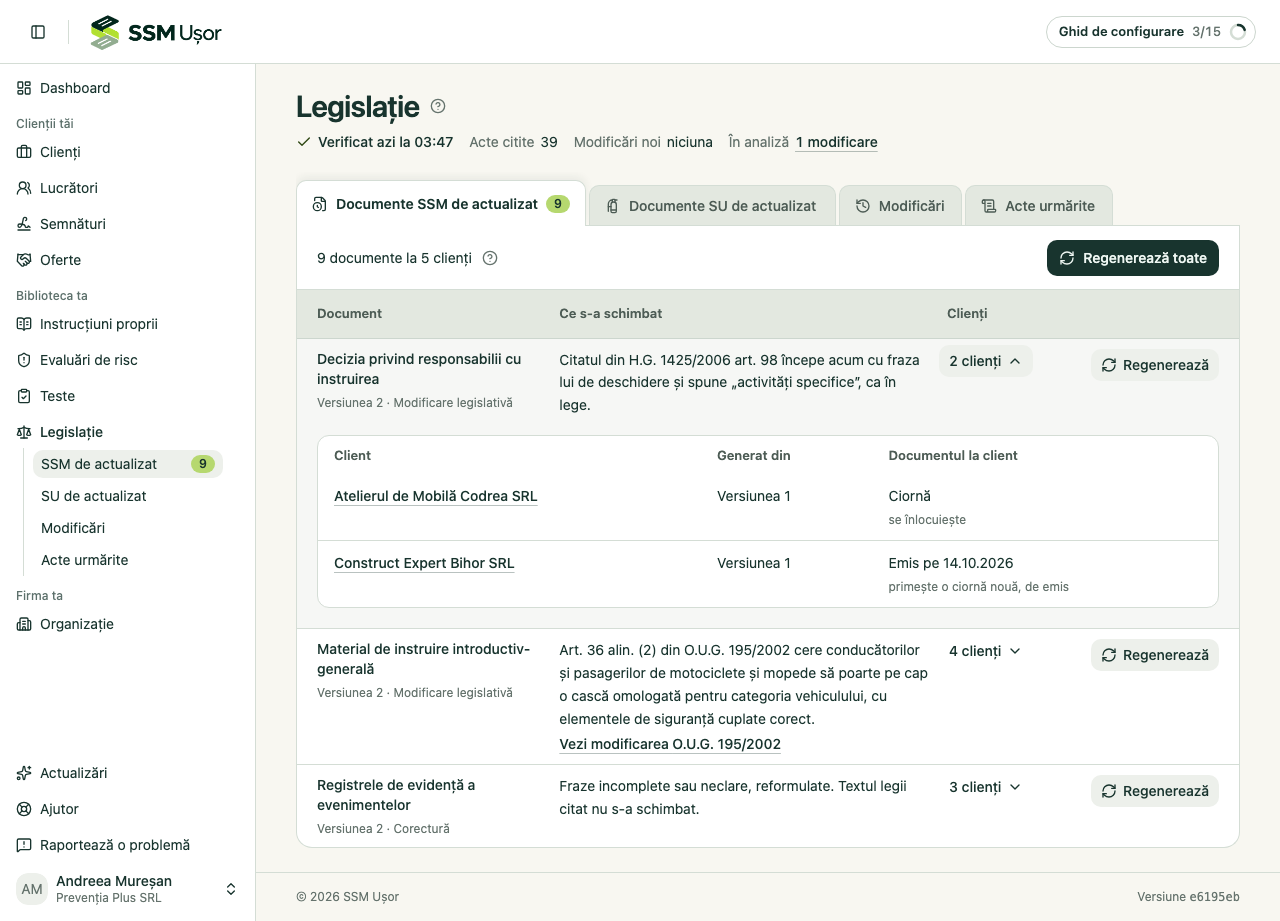 SSM Ușor
Ghid de configurare 3/15
Dashboard
Clienții tăi
Clienți
Lucrători
Semnături
Oferte
Biblioteca ta
Instrucțiuni proprii
Evaluări de risc
Teste
Legislație
SSM de actualizat 9
SU de actualizat
Modificări
Acte urmărite
Firma ta
Organizație
Actualizări
Ajutor
Raportează o problemă
AM
Andreea Mureșan
Prevenția Plus SRL
Legislație
Verificat azi la 03:47 Acte citite 39 Modificări noi niciuna În analiză 1 modificare
Documente SSM de actualizat 9
Documente SU de actualizat
Modificări
Acte urmărite
9 documente la 5 clienți
Regenerează toate
Document Ce s-a schimbat Clienți
Decizia privind responsabilii cu
instruirea
Versiunea 2 · Modificare legislativă
Citatul din H.G. 1425/2006 art. 98 începe acum cu fraza
lui de deschidere și spune „activități specifice”, ca în
lege.
2 clienți
Regenerează
Client Generat din Documentul la client
Atelierul de Mobilă Codrea SRL Versiunea 1 Ciornă
se înlocuiește
Construct Expert Bihor SRL Versiunea 1 Emis pe 14.10.2026
primește o ciornă nouă, de emis
Material de instruire introductiv-
generală
Versiunea 2 · Modificare legislativă
Art. 36 alin. (2) din O.U.G. 195/2002 cere conducătorilor
și pasagerilor de motociclete și mopede să poarte pe cap
o cască omologată pentru categoria vehiculului, cu
elementele de siguranță cuplate corect.
Vezi modificarea O.U.G. 195/2002
4 clienți
Regenerează
Registrele de evidență a
evenimentelor
Versiunea 2 · Corectură
Fraze incomplete sau neclare, reformulate. Textul legii
citat nu s-a schimbat.
3 clienți
Regenerează
© 2026 SSM Ușor
Versiune e6195eb